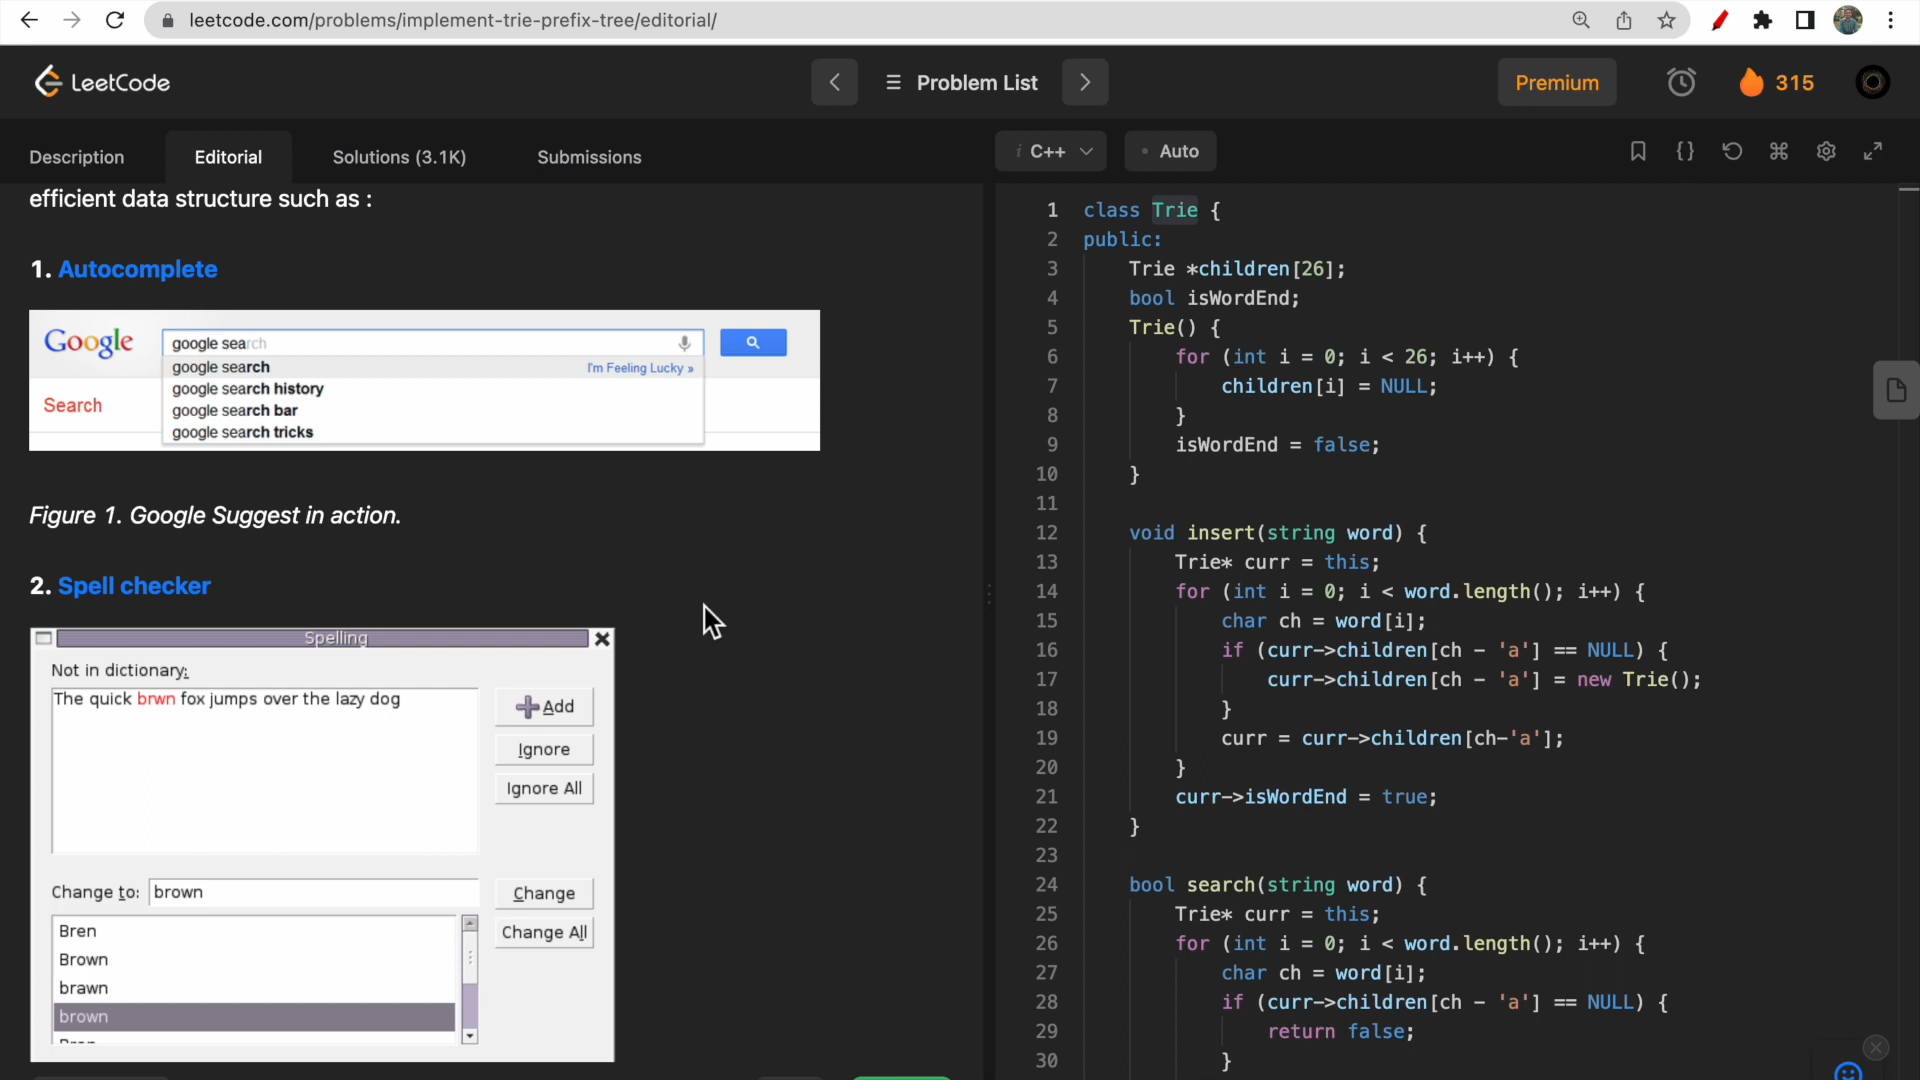 leetcode.com/problems/implement-trie-prefix-tree/editorial/
LeetCode
Problem List
Premium
315
Description
Editorial
Solutions (3.1K)
Submissions
efficient data structure such as :
1. Autocomplete
Google
google search
google search
I'm Feeling Lucky »
google search history
Search
google search bar
google search tricks
Figure 1. Google Suggest in action.
2. Spell checker
Spelling
Not in dictionary:
The quick brwn fox jumps over the lazy dog
Add
Ignore
Ignore All
Change to:
brown
Change
Change All
Bren
Brown
brawn
brown
i C++
• Auto
1 class Trie {
2 public:
3 Trie *children[26];
4 bool isWordEnd;
5 Trie() {
6 for (int i = 0; i < 26; i++) {
7 children[i] = NULL;
8 }
9 isWordEnd = false;
10 }
11
12 void insert(string word) {
13 Trie* curr = this;
14 for (int i = 0; i < word.length(); i++) {
15 char ch = word[i];
16 if (curr->children[ch - 'a'] == NULL) {
17 curr->children[ch - 'a'] = new Trie();
18 }
19 curr = curr->children[ch-'a'];
20 }
21 curr->isWordEnd = true;
22 }
23
24 bool search(string word) {
25 Trie* curr = this;
26 for (int i = 0; i < word.length(); i++) {
27 char ch = word[i];
28 if (curr->children[ch - 'a'] == NULL) {
29 return false;
30 }